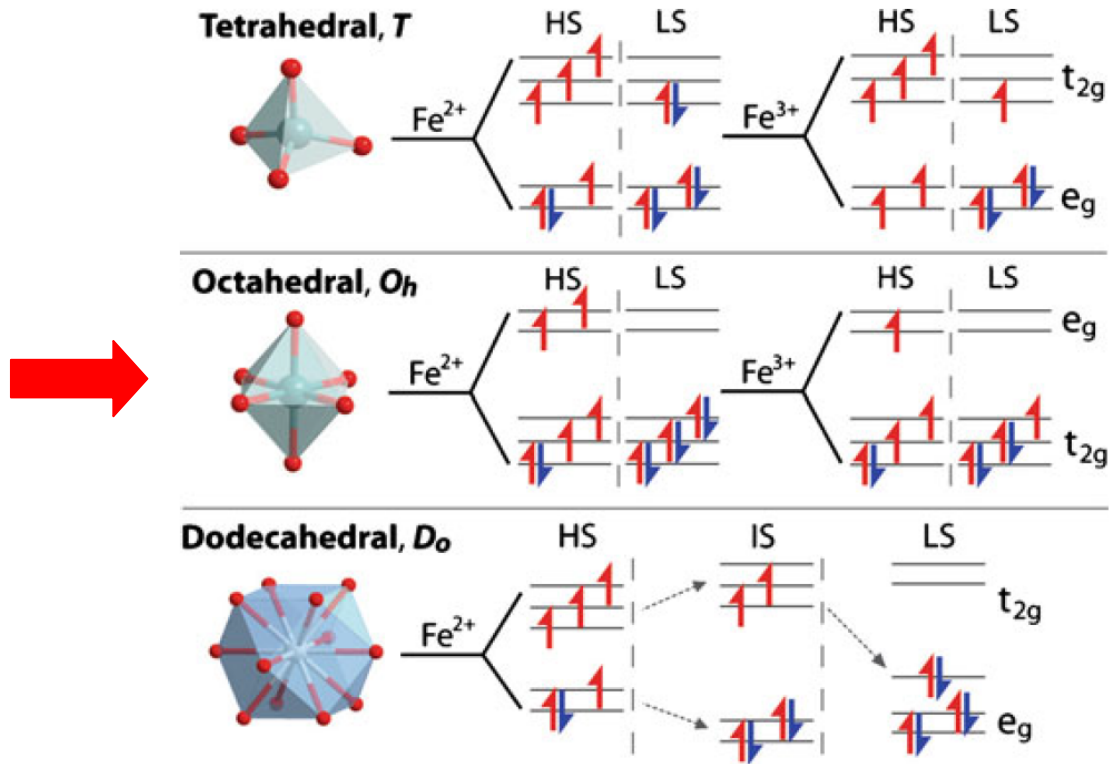 Tetrahedral, T
HS LS
HS LS
Fe2+
Fe3+
t2g
eg
Octahedral, Oh
HS LS
HS LS
Fe2+
Fe3+
eg
t2g
Dodecahedral, Do
HS IS LS
Fe2+
t2g
eg